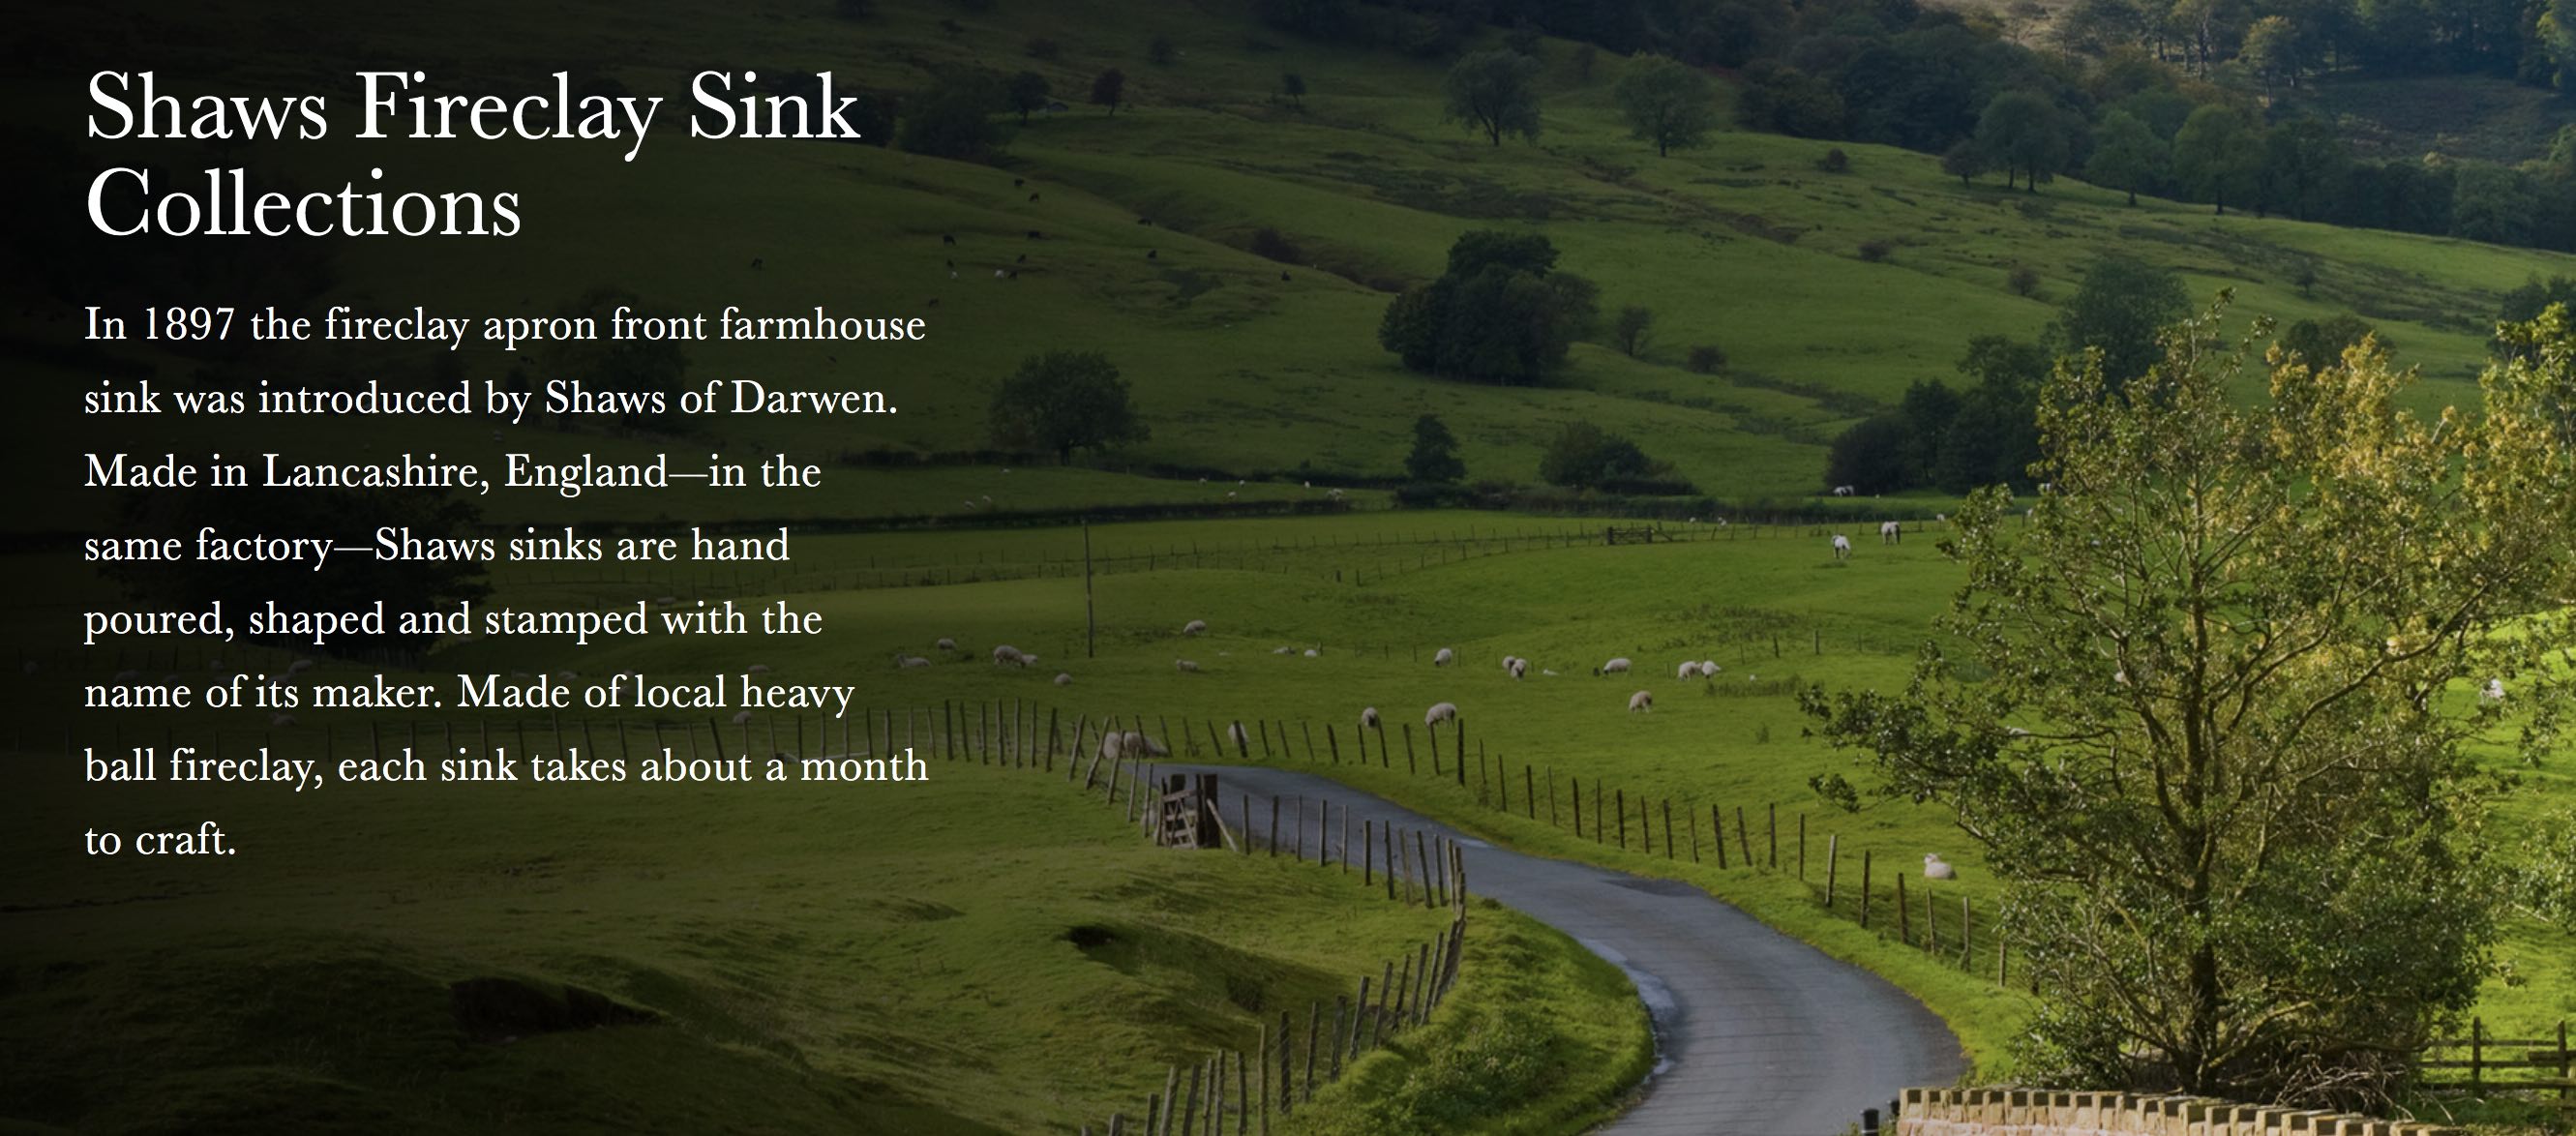 Shaws Fireclay Sink
Collections
In 1897 the fireclay apron front farmhouse
sink was introduced by Shaws of Darwen.
Made in Lancashire, England—in the
same factory—Shaws sinks are hand
poured, shaped and stamped with the
name of its maker. Made of local heavy
ball fireclay, each sink takes about a month
to craft.